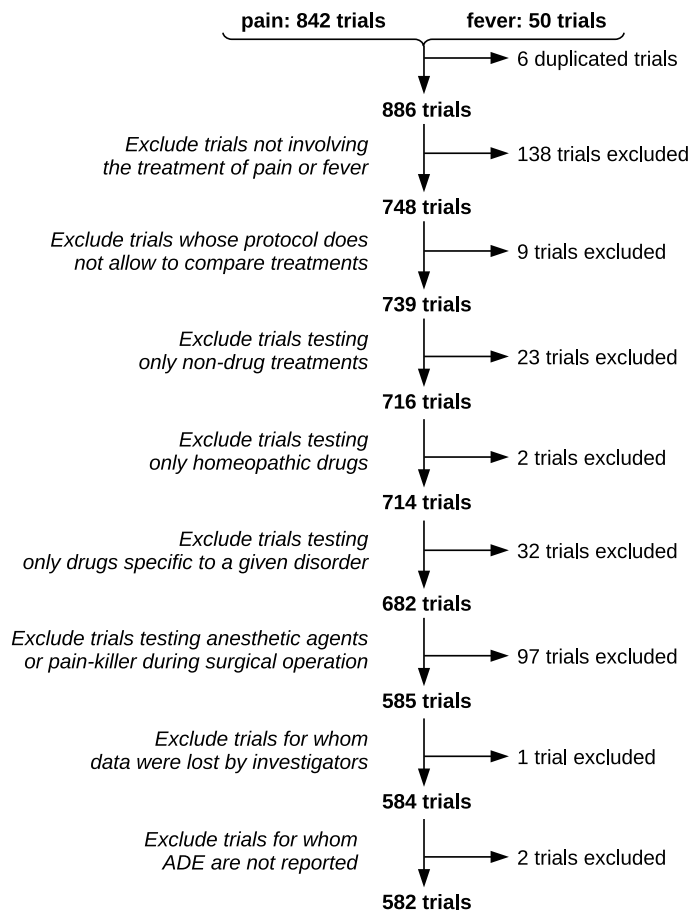 pain: 842 trials
fever: 50 trials
6 duplicated trials
886 trials
Exclude trials not involving
the treatment of pain or fever
138 trials excluded
748 trials
Exclude trials whose protocol does
not allow to compare treatments
9 trials excluded
739 trials
Exclude trials testing
only non-drug treatments
23 trials excluded
716 trials
Exclude trials testing
only homeopathic drugs
2 trials excluded
714 trials
Exclude trials testing
only drugs specific to a given disorder
32 trials excluded
682 trials
Exclude trials testing anesthetic agents
or pain-killer during surgical operation
97 trials excluded
585 trials
Exclude trials for whom
data were lost by investigators
1 trial excluded
584 trials
Exclude trials for whom
ADE are not reported
2 trials excluded
582 trials